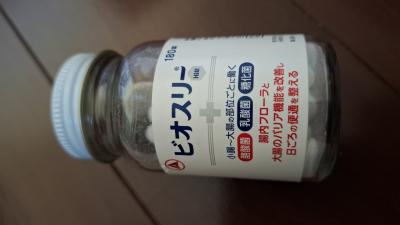 180錠
ビオスリー® Hi錠
小腸~大腸の部位ごとに働く
酪酸菌 乳酸菌 糖化菌
腸内フローラと
大腸のバリア機能を改善し
日ごろの便通を整える